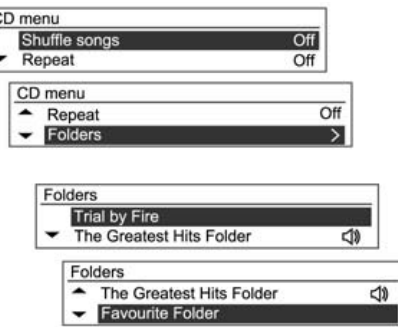 CD menu
Shuffle songs Off
Repeat Off
CD menu
Repeat Off
Folders >
Folders
Trial by Fire
The Greatest Hits Folder
Folders
The Greatest Hits Folder
Favourite Folder